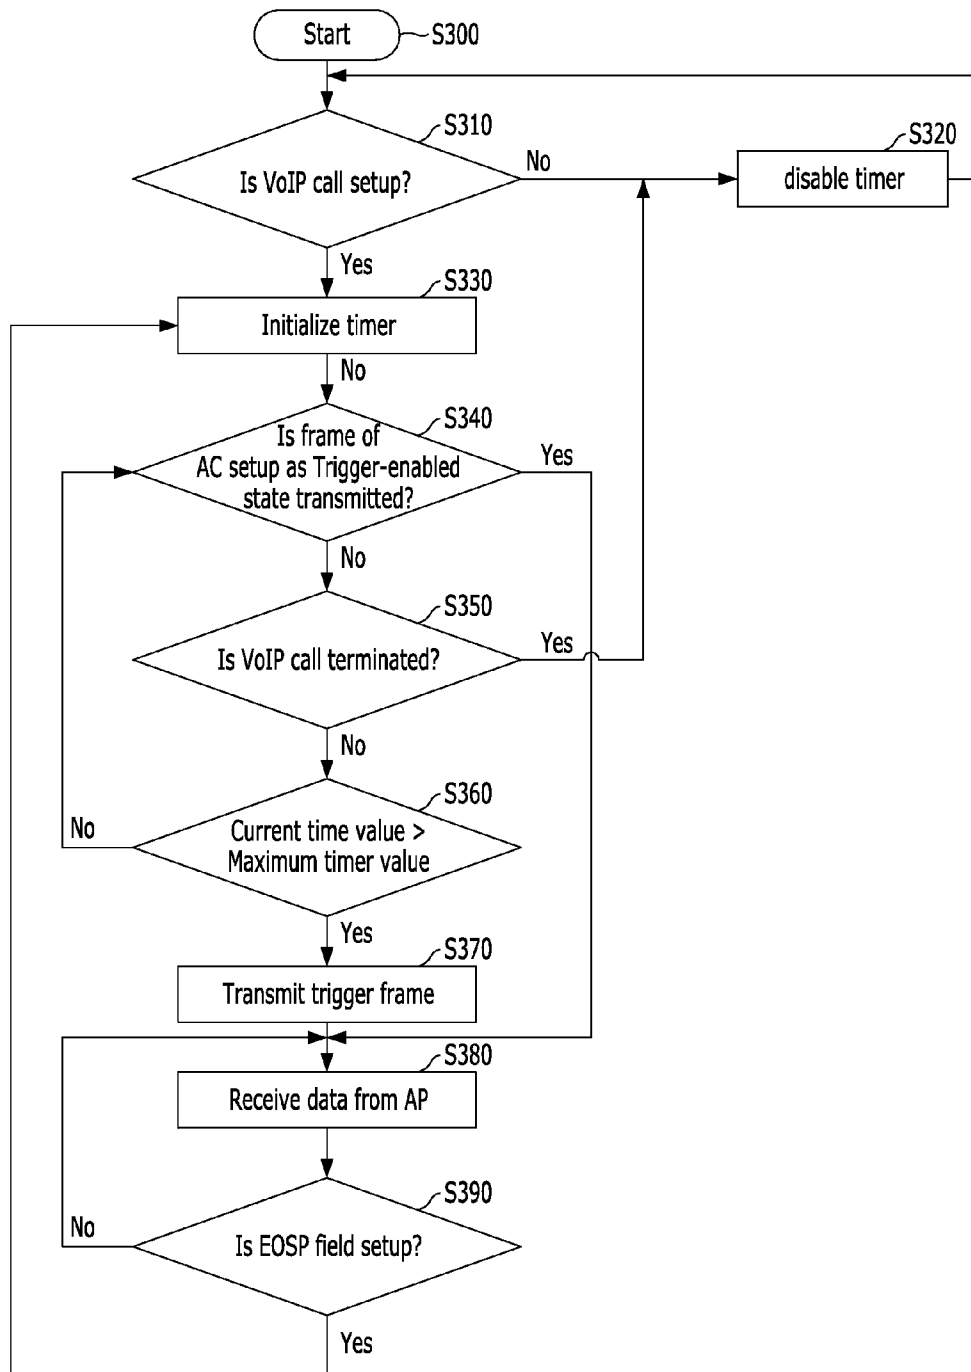 Start
S300
S310
Is VoIP call setup?
No
S320
disable timer
Yes
S330
Initialize timer
No
S340
Is frame of
AC setup as Trigger-enabled
state transmitted?
Yes
No
S350
Is VoIP call terminated?
Yes
No
S360
Current time value >
Maximum timer value
No
Yes
S370
Transmit trigger frame
S380
Receive data from AP
S390
Is EOSP field setup?
No
Yes